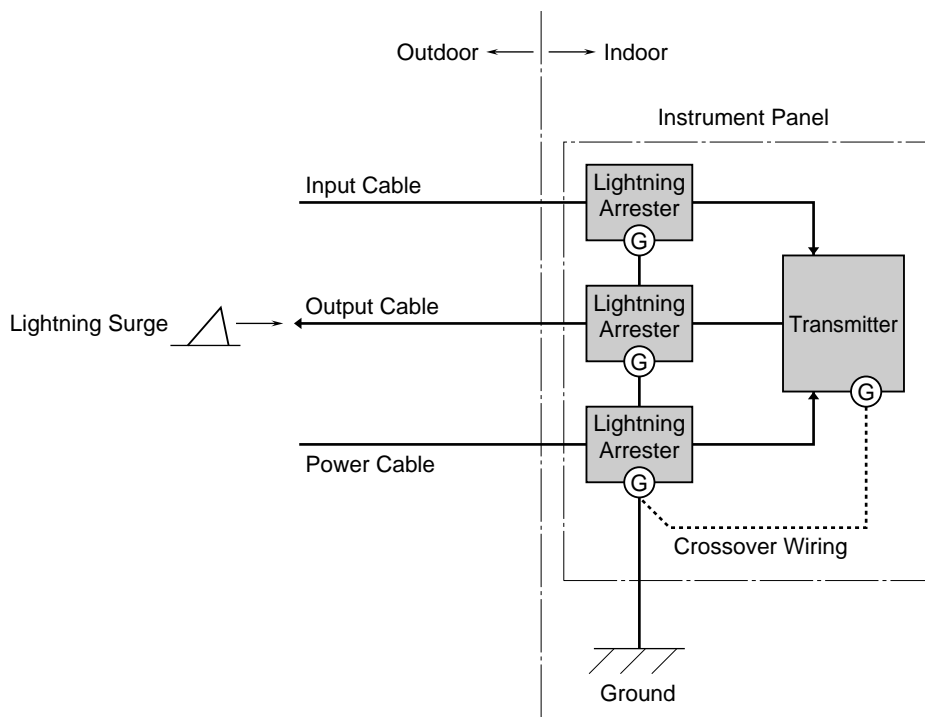 Outdoor
Indoor
Instrument Panel
Input Cable
Lightning
Arrester
G
Lightning Surge
Output Cable
Lightning
Arrester
G
Transmitter
G
Power Cable
Lightning
Arrester
G
Crossover Wiring
Ground